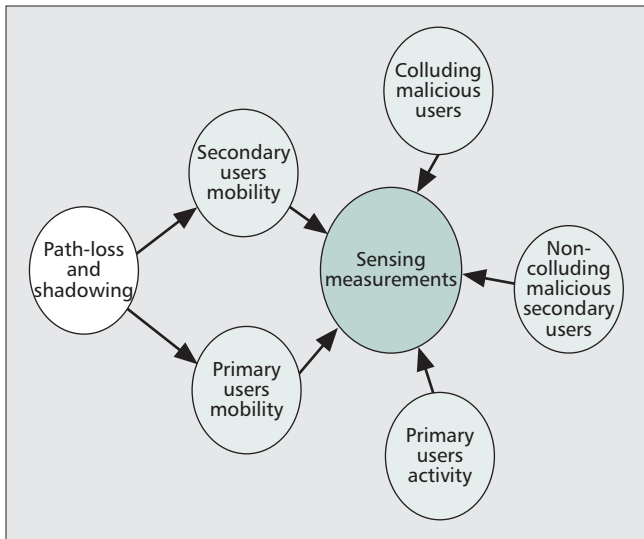 Colluding
malicious
users
Secondary
users
mobility
Path-loss
and
shadowing
Sensing
measurements
Non-
colluding
malicious
secondary
users
Primary
users
mobility
Primary
users
activity